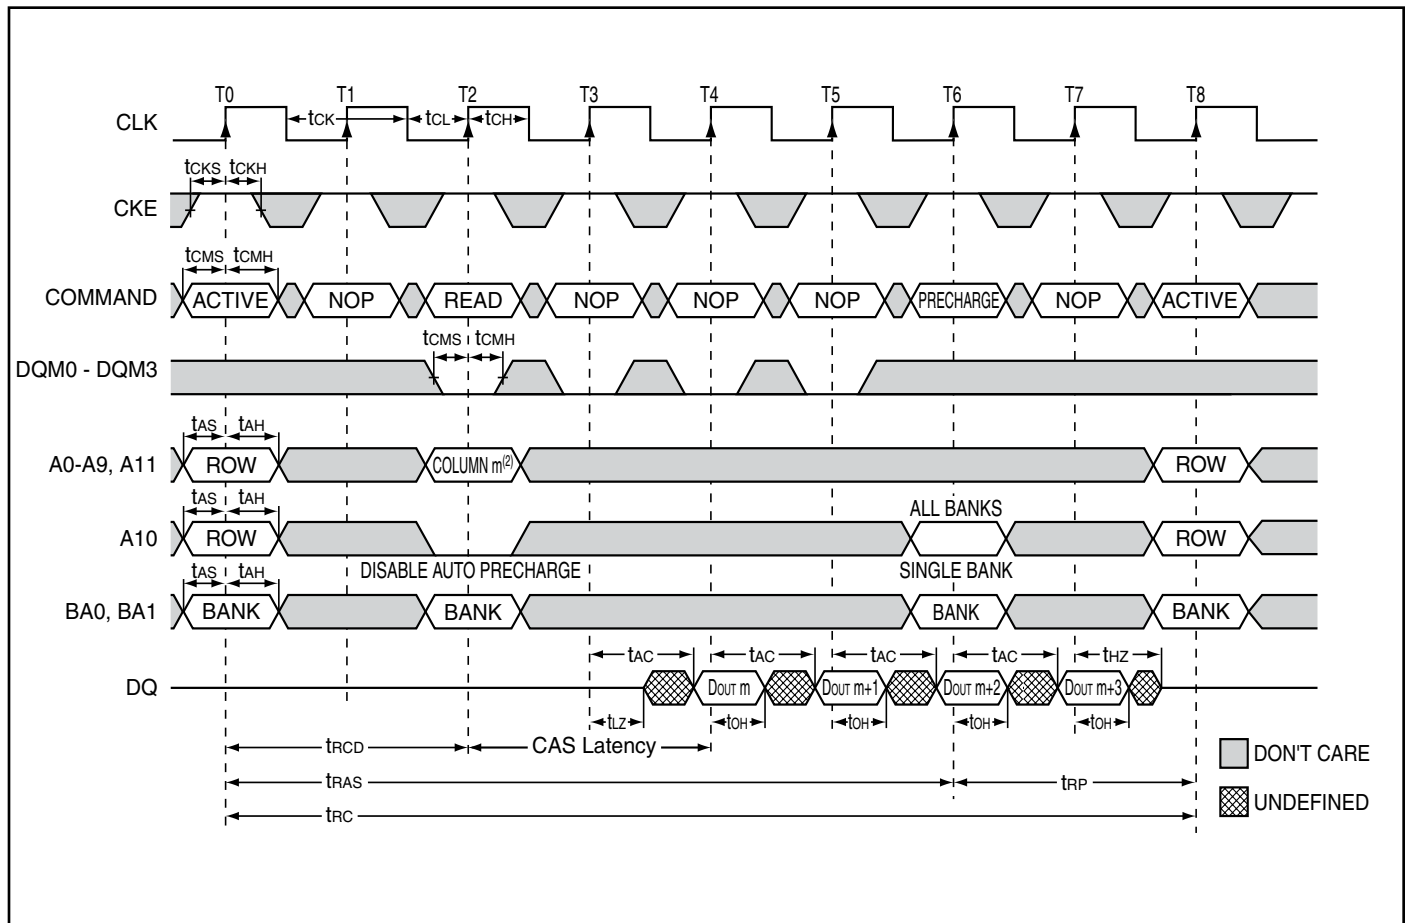 T0 T1 T2 T3 T4 T5 T6 T7 T8
CLK tCK tCL tCH
tCKS tCKH
CKE
tCMS tCMH
COMMAND ACTIVE NOP READ NOP NOP NOP PRECHARGE NOP ACTIVE
tCMS tCMH
DQM0 - DQM3
tAS tAH
A0-A9, A11 ROW COLUMN m(2) ROW
tAS tAH ALL BANKS
A10 ROW ROW
tAS tAH DISABLE AUTO PRECHARGE SINGLE BANK
BA0, BA1 BANK BANK BANK BANK
tAC tAC tAC tAC tHZ
DQ DOUT m DOUT m+1 DOUT m+2 DOUT m+3
tLZ tOH tOH tOH tOH
tRCD CAS Latency
DON'T CARE
tRAS tRP
UNDEFINED
tRC